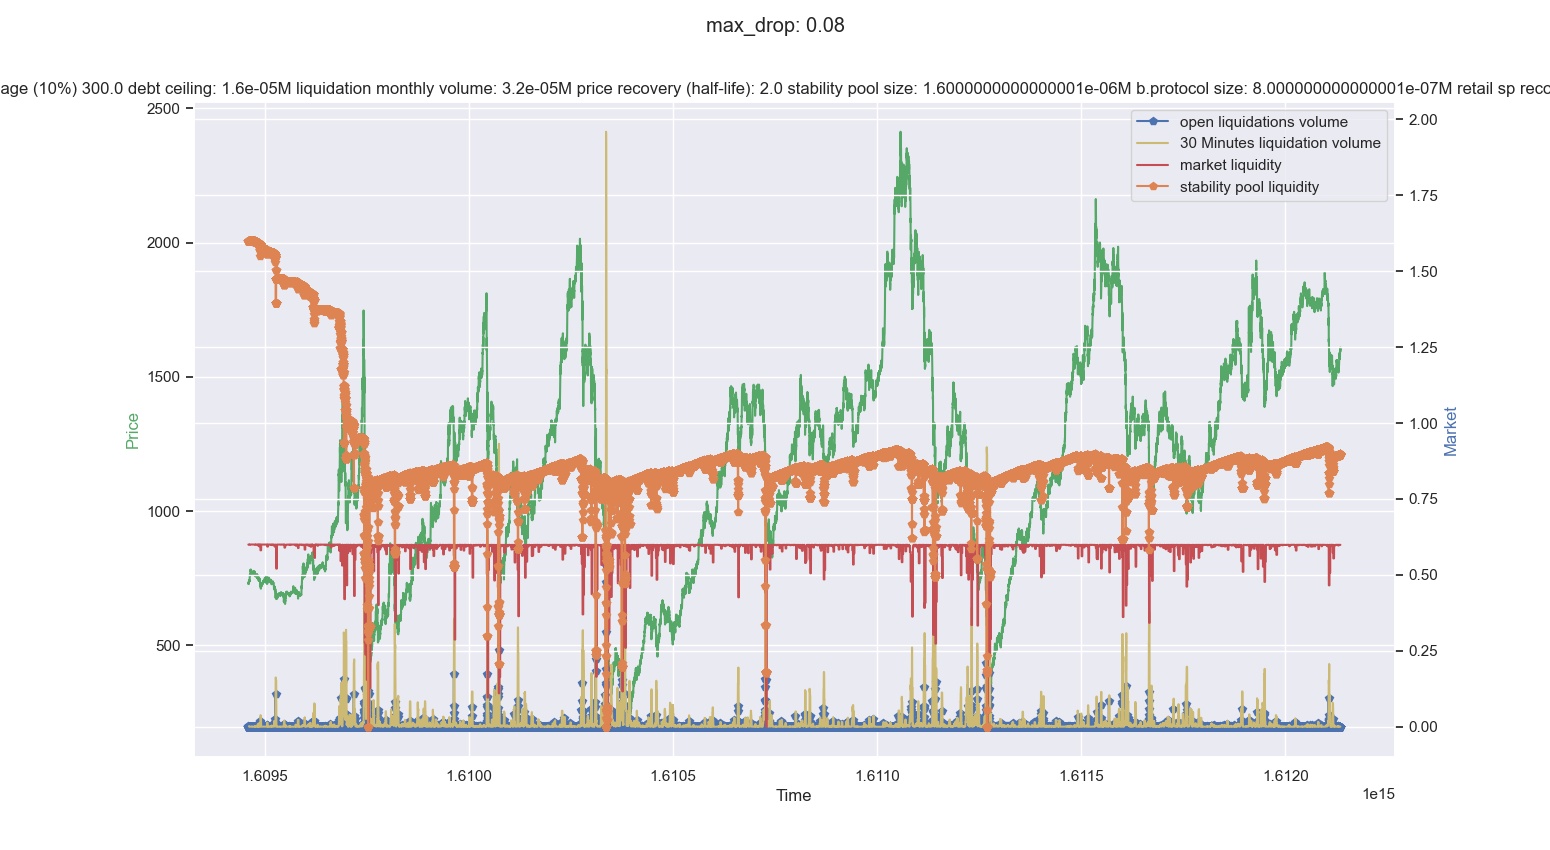 max_drop: 0.08
age (10%) 300.0 debt ceiling: 1.6e-05M liquidation monthly volume: 3.2e-05M price recovery (half-life): 2.0 stability pool size: 1.6000000000000001e-06M b.protocol size: 8.000000000000001e-07M retail sp reco
2500
2000
1500
1000
500
Price
open liquidations volume
30 Minutes liquidation volume
market liquidity
stability pool liquidity
2.00
1.75
1.50
1.25
1.00
0.75
0.50
0.25
0.00
Market
1.6095
1.6100
1.6105
1.6110
1.6115
1.6120
Time
1e15